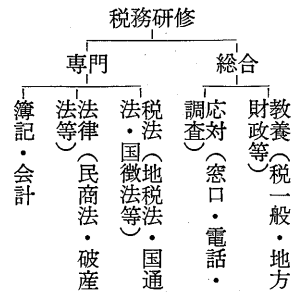 税務研修
総合
教養（税一般・地方
財政等）
応対（窓口・電話・
調査）
専門
税法（地税法・国通
法・国徴法等）
法律（民商法・破産
法等）
簿記・会計